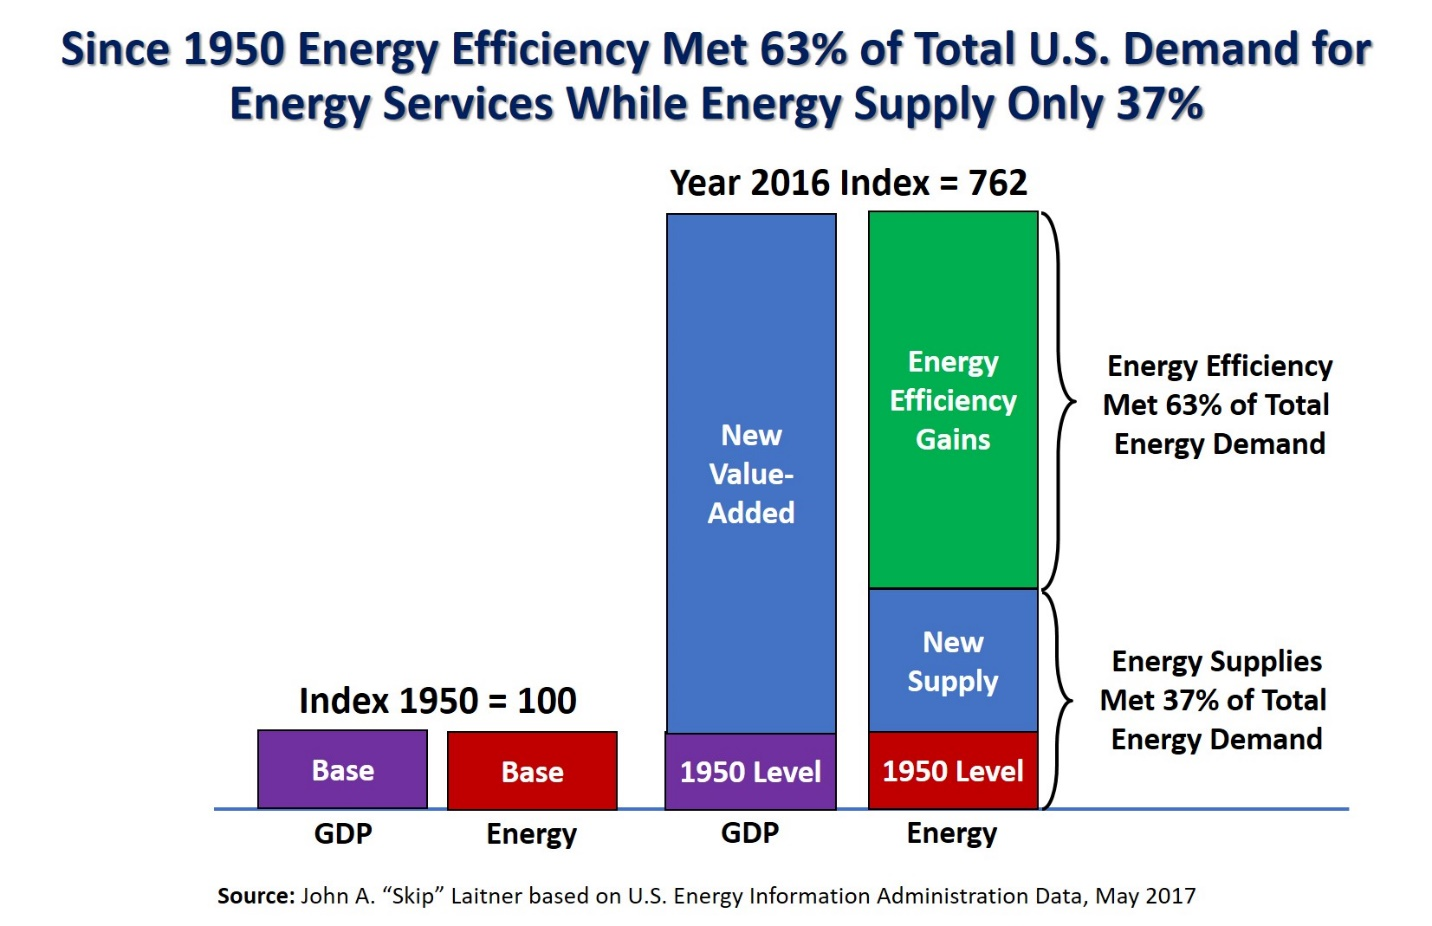 Since 1950 Energy Efficiency Met 63% of Total U.S. Demand for
Energy Services While Energy Supply Only 37%
Year 2016 Index = 762
Energy
Efficiency
Gains
Energy Efficiency
Met 63% of Total
Energy Demand
New
Value-
Added
New
Supply
Energy Supplies
Met 37% of Total
Energy Demand
Index 1950 = 100
Base
Base
1950 Level
1950 Level
GDP
Energy
GDP
Energy
Source: John A. “Skip” Laitner based on U.S. Energy Information Administration Data, May 2017